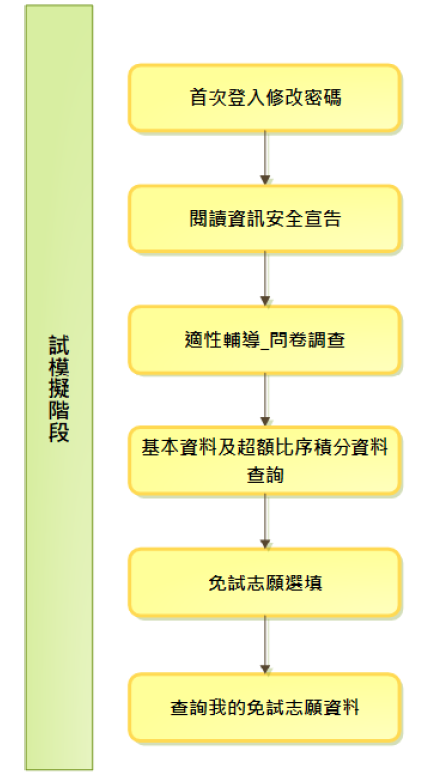 試模擬階段
首次登入修改密碼
閱讀資訊安全宣告
適性輔導_問卷調查
基本資料及超額比序積分資料
查詢
免試志願選填
查詢我的免試志願資料